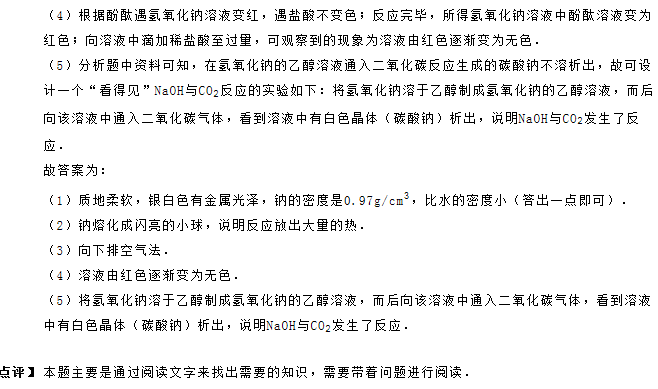 （4）根据酚酞遇氢氧化钠溶液变红，遇盐酸不变色；反应完毕，所得氢氧化钠溶液中酚酞溶液变为
红色；向溶液中滴加稀盐酸至过量，可观察到的现象为溶液由红色逐渐变为无色．
（5）分析题中资料可知，在氢氧化钠的乙醇溶液通入二氧化碳反应生成的碳酸钠不溶析出，故可设
计一个“看得见”NaOH与CO2反应的实验如下：将氢氧化钠溶于乙醇制成氢氧化钠的乙醇溶液，而后
向该溶液中通入二氧化碳气体，看到溶液中有白色晶体（碳酸钠）析出，说明NaOH与CO2发生了反
应．
故答案为：
（1）质地柔软，银白色有金属光泽，钠的密度是0.97g/cm3，比水的密度小（答出一点即可）．
（2）钠熔化成闪亮的小球，说明反应放出大量的热．
（3）向下排空气法．
（4）溶液由红色逐渐变为无色．
（5）将氢氧化钠溶于乙醇制成氢氧化钠的乙醇溶液，而后向该溶液中通入二氧化碳气体，看到溶液
中有白色晶体（碳酸钠）析出，说明NaOH与CO2发生了反应．
点评】本题主要是通过阅读文字来找出需要的知识，需要带着问题进行阅读．